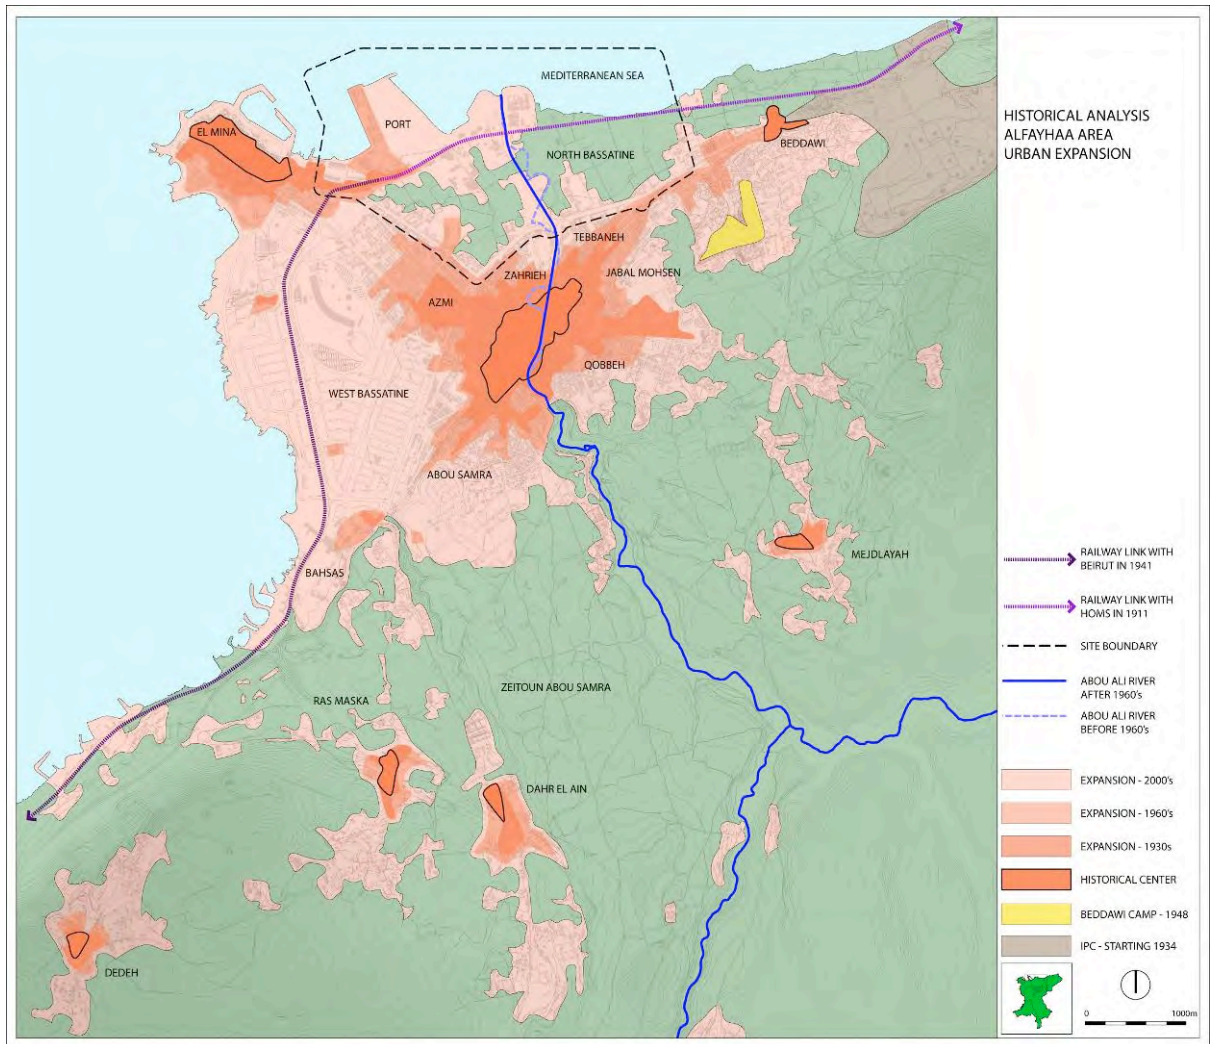 MEDITERRANEAN SEA
EL MINA
PORT
BEDDAWI
NORTH BASSATINE
TEBBANEH
ZAHRIEH
JABAL MOHSEN
AZMI
QOBBEH
WEST BASSATINE
ABOU SAMRA
MEJDLAYAH
BAHSAS
ZEITOUN ABOU SAMRA
RAS MASKA
DAHR EL AIN
DEDEH
HISTORICAL ANALYSIS
ALFAYHAA AREA
URBAN EXPANSION
RAILWAY LINK WITH
BEIRUT IN 1941
RAILWAY LINK WITH
HOMS IN 1911
SITE BOUNDARY
ABOU ALI RIVER
AFTER 1960's
ABOU ALI RIVER
BEFORE 1960's
EXPANSION - 2000's
EXPANSION - 1960's
EXPANSION - 1930s
HISTORICAL CENTER
BEDDAWI CAMP - 1948
IPC - STARTING 1934
0 1000m